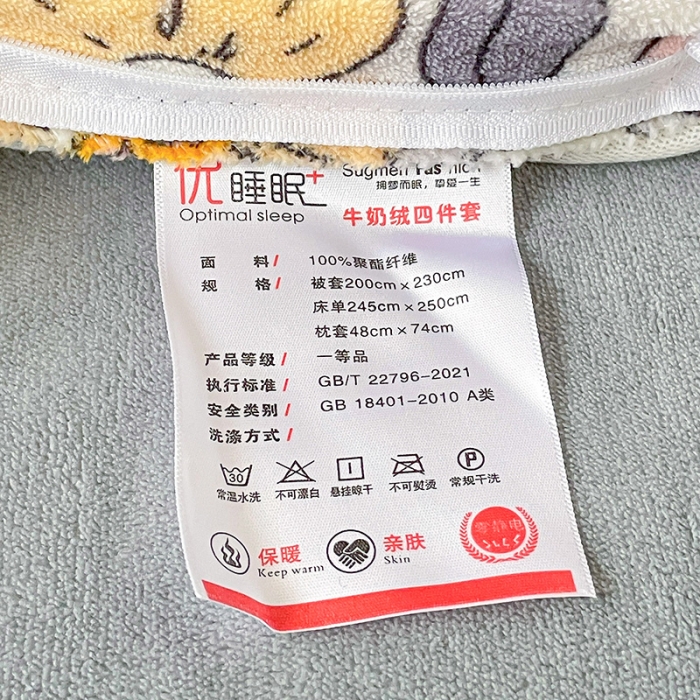 优睡眠+
Optimal sleep
拥梦而眠，挚爱一生
牛奶绒四件套
面 料/ 100%聚酯纤维
规 格/ 被套200cm×230cm
床单245cm×250cm
枕套48cm×74cm
产品等级/ 一等品
执行标准/ GB/T 22796-2021
安全类别/ GB 18401-2010 A类
洗涤方式/
30
P
常温水洗 不可漂白 悬挂晾干 不可熨烫 常规干洗
保暖
Keep warm
亲肤
Skin
零静电